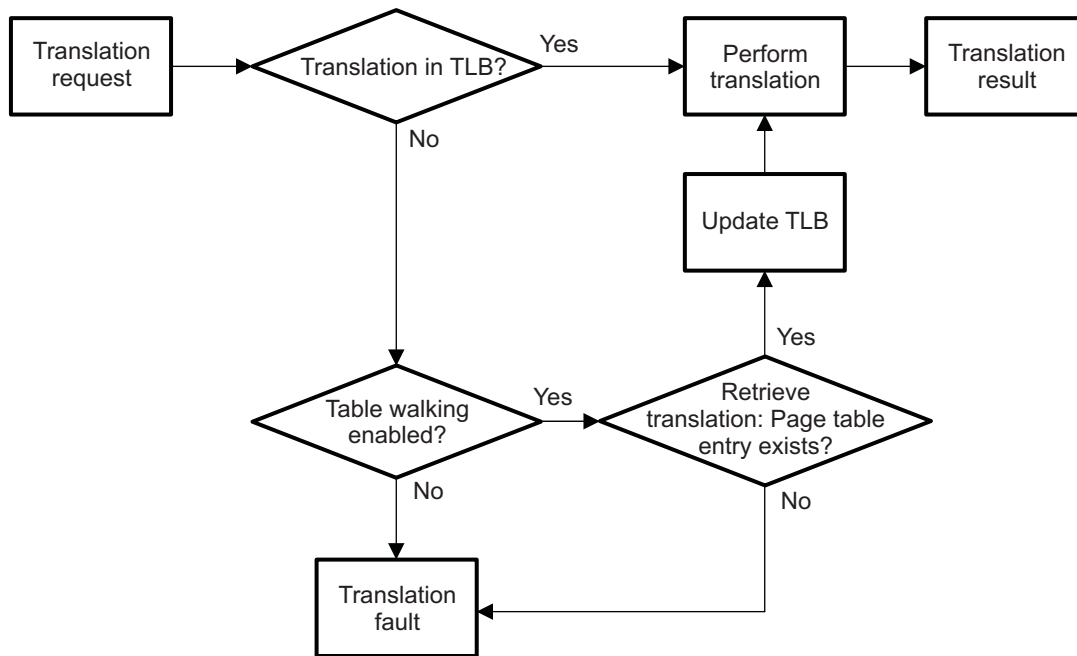 Translation
request
Translation in TLB?
Yes
Perform
translation
Translation
result
No
Update TLB
Yes
Table walking
enabled?
Yes
Retrieve
translation: Page table
entry exists?
No
No
Translation
fault